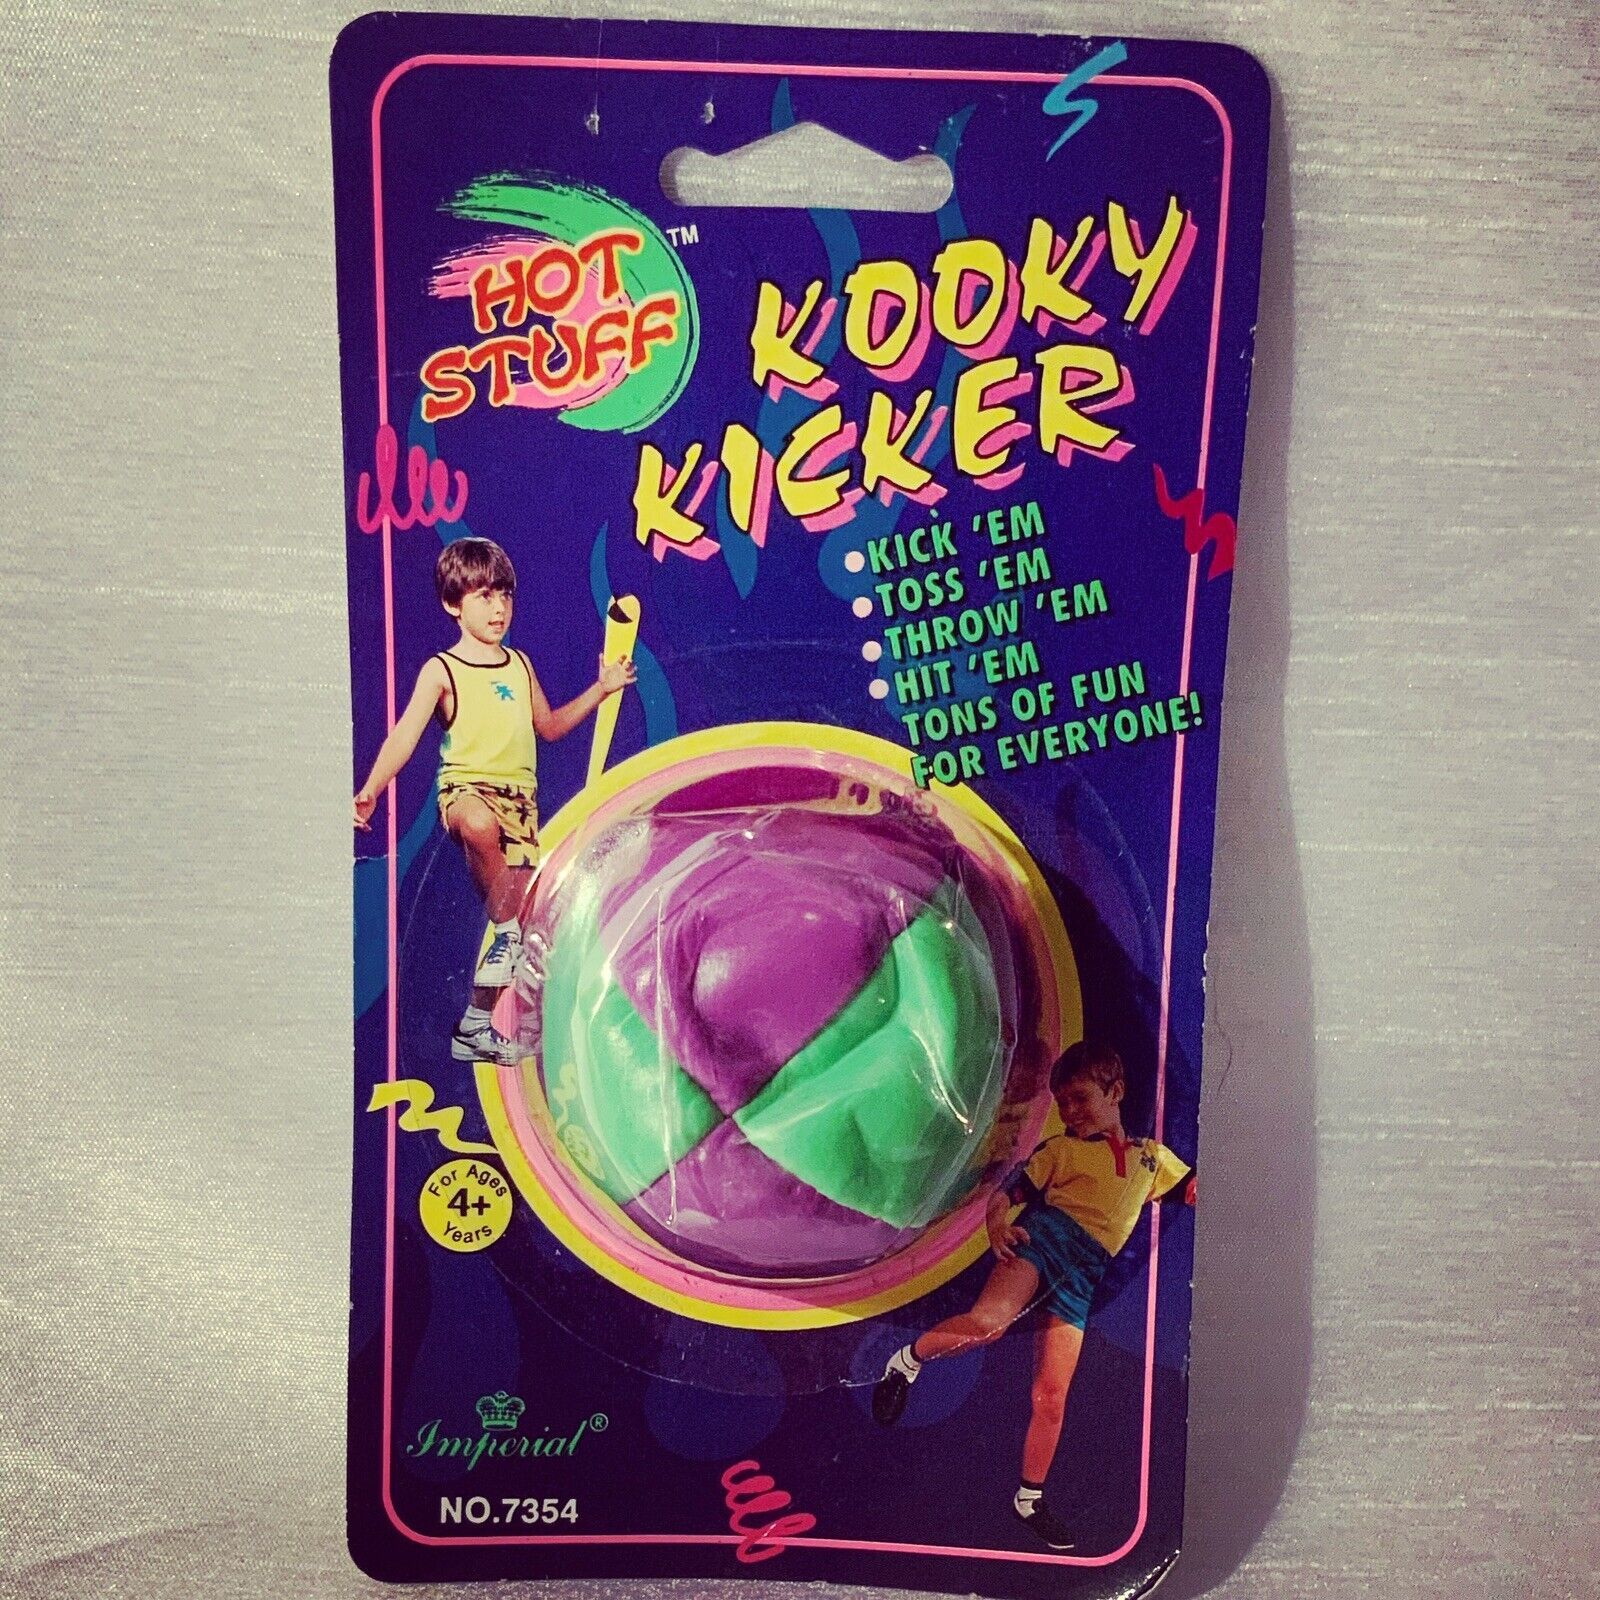 HOT
STUFF
TM
KOOKY
KICKER
•KICK 'EM
•TOSS 'EM
•THROW 'EM
•HIT 'EM
TONS OF FUN
FOR EVERYONE!
For Ages
4+
Years
Imperial®
NO.7354